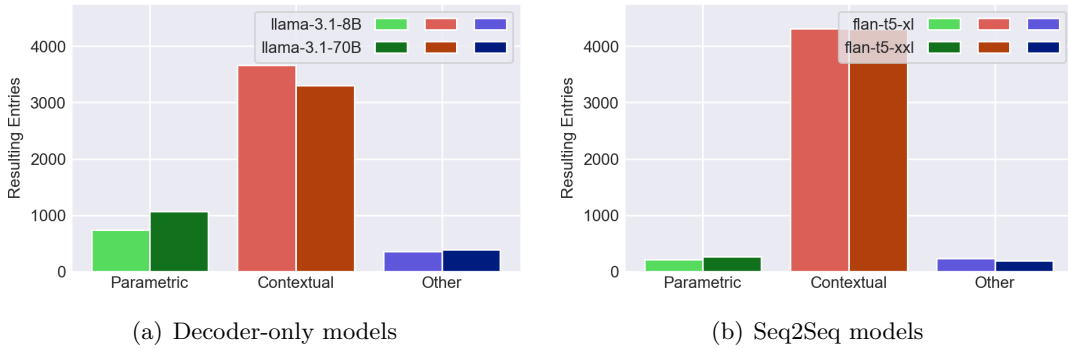 llama-3.1-8B
llama-3.1-70B
4000
3000
2000
1000
0
Resulting Entries
Parametric Contextual Other
(a) Decoder-only models
flan-t5-xl
flan-t5-xxl
4000
3000
2000
1000
0
Resulting Entries
Parametric Contextual Other
(b) Seq2Seq models